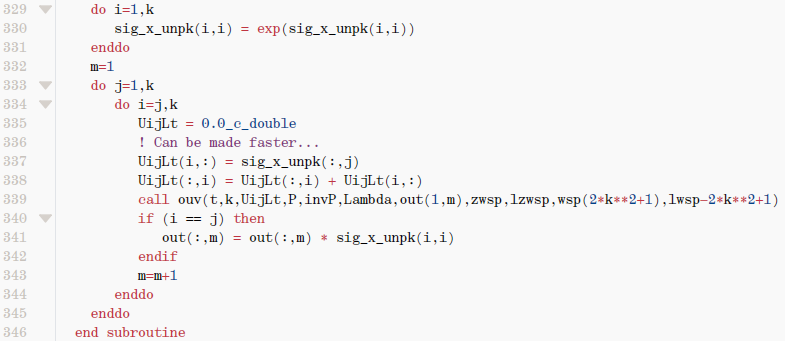 329 do i=1,k
330 sig_x_unpk(i,i) = exp(sig_x_unpk(i,i))
331 enddo
332 m=1
333 do j=1,k
334 do i=j,k
335 UijLt = 0.0_c_double
336 ! Can be made faster...
337 UijLt(i,:) = sig_x_unpk(:,j)
338 UijLt(:,i) = UijLt(:,i) + UijLt(i,:)
339 call ouv(t,k,UijLt,P,invP,Lambda,out(1,m),zwsp,lzwsp,wsp(2*k**2+1),lwsp-2*k**2+1)
340 if (i == j) then
341 out(:,m) = out(:,m) * sig_x_unpk(i,i)
342 endif
343 m=m+1
344 enddo
345 enddo
346 end subroutine